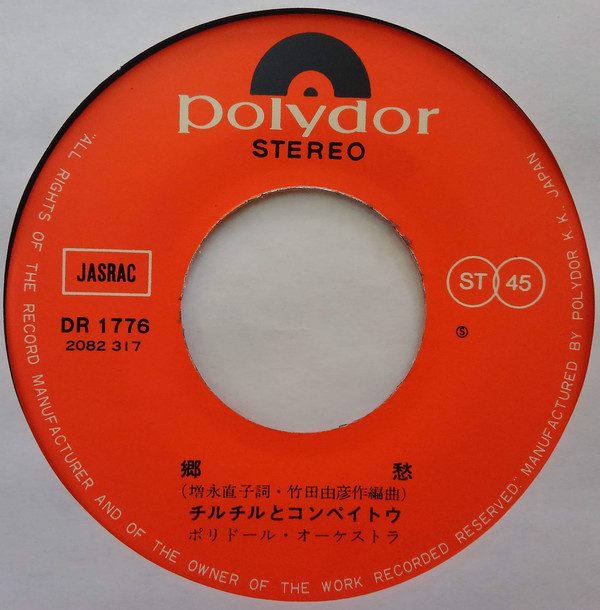 polydor
STEREO
JASRAC
ST 45
DR 1776
2082 317
Ⓢ
郷愁
(増永直子詞・竹田由彦作編曲)
チルチルとコンペイトウ
ポリドール・オーケストラ
"ALL RIGHTS OF THE RECORD MANUFACTURER AND OF THE OWNER OF THE WORK RECORDED RESERVED." MANUFACTURED BY POLYDOR K.K., JAPAN